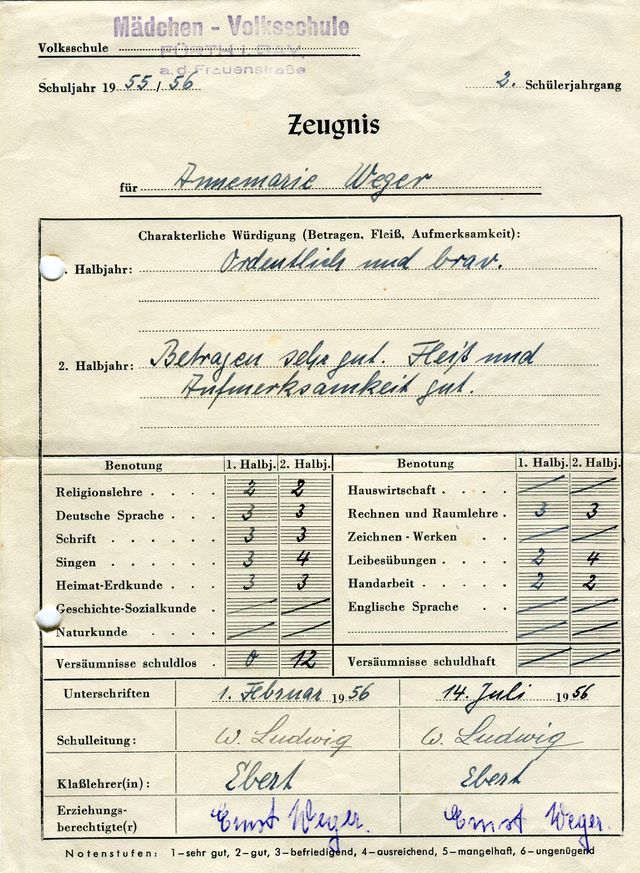 Mädchen - Volksschule
Volksschule
FÜRTH i. BAY.
a. d. Frauenstraße
Schuljahr 1955/56 2. Schülerjahrgang
Zeugnis
für Annemarie Weger
Charakterliche Würdigung (Betragen, Fleiß, Aufmerksamkeit):
. Halbjahr: Ordentlich und brav.
2. Halbjahr: Betragen sehr gut. Fleiß und
Aufmerksamkeit gut.
Benotung 1. Halbj. 2. Halbj. Benotung 1. Halbj. 2. Halbj.
Religionslehre . . . . 2 2 Hauswirtschaft . . . . / /
Deutsche Sprache . . . 3 3 Rechnen und Raumlehre . 3 3
Schrift . . . . 3 3 Zeichnen - Werken . . / /
Singen . . . . 3 4 Leibesübungen . . . . 2 4
Heimat-Erdkunde . . . 3 3 Handarbeit . . . . . 2 2
Geschichte-Sozialkunde . / / Englische Sprache . . . / /
Naturkunde . . . . / / / /
Versäumnisse schuldlos . 0 12 Versäumnisse schuldhaft / /
Unterschriften 1. Februar 1956 14. Juli 1956
Schulleitung: W. Ludwig W. Ludwig
Klaßlehrer(in): Ebert Ebert
Erziehungs-
berechtigte(r) Ernst Weger. Ernst Weger.
Notenstufen: 1—sehr gut, 2—gut, 3—befriedigend, 4—ausreichend, 5—mangelhaft, 6—ungenügend